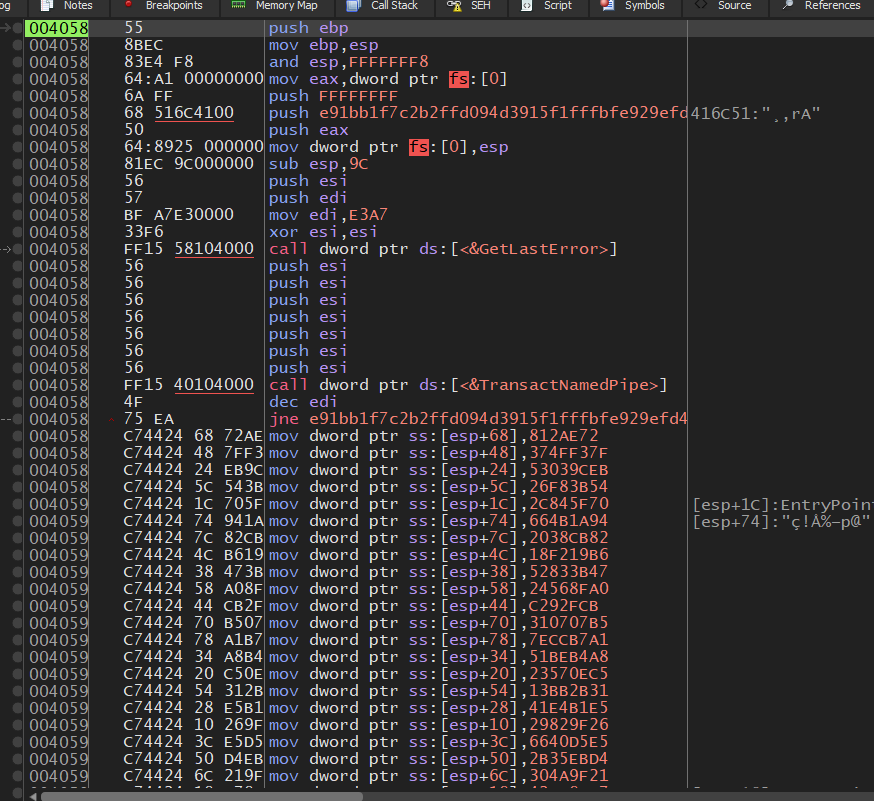 og Notes Breakpoints Memory Map Call Stack SEH Script Symbols Source References
004058 55 push ebp
004058 8BEC mov ebp,esp
004058 83E4 F8 and esp,FFFFFFF8
004058 64:A1 00000000 mov eax,dword ptr fs:[0]
004058 6A FF push FFFFFFFF
004058 68 516C4100 push e91bb1f7c2b2ffd094d3915f1fffbfe929efd 416C51:"¸,rA"
004058 50 push eax
004058 64:8925 000000 mov dword ptr fs:[0],esp
004058 81EC 9C000000 sub esp,9C
004058 56 push esi
004058 57 push edi
004058 BF A7E30000 mov edi,E3A7
004058 33F6 xor esi,esi
004058 FF15 58104000 call dword ptr ds:[<&GetLastError>]
004058 56 push esi
004058 56 push esi
004058 56 push esi
004058 56 push esi
004058 56 push esi
004058 56 push esi
004058 56 push esi
004058 FF15 40104000 call dword ptr ds:[<&TransactNamedPipe>]
004058 4F dec edi
004058 75 EA jne e91bb1f7c2b2ffd094d3915f1fffbfe929efd4
004058 C74424 68 72AE mov dword ptr ss:[esp+68],812AE72
004058 C74424 48 7FF3 mov dword ptr ss:[esp+48],374FF37F
004058 C74424 24 EB9C mov dword ptr ss:[esp+24],53039CEB
004058 C74424 5C 543B mov dword ptr ss:[esp+5C],26F83B54
004059 C74424 1C 705F mov dword ptr ss:[esp+1C],2C845F70 [esp+1C]:EntryPoin
004059 C74424 74 941A mov dword ptr ss:[esp+74],664B1A94 [esp+74]:"ç!Å%-p@"
004059 C74424 7C 82CB mov dword ptr ss:[esp+7C],2038CB82
004059 C74424 4C B619 mov dword ptr ss:[esp+4C],18F219B6
004059 C74424 38 473B mov dword ptr ss:[esp+38],52833B47
004059 C74424 58 A08F mov dword ptr ss:[esp+58],24568FA0
004059 C74424 44 CB2F mov dword ptr ss:[esp+44],C292FCB
004059 C74424 70 B507 mov dword ptr ss:[esp+70],310707B5
004059 C74424 78 A1B7 mov dword ptr ss:[esp+78],7ECCB7A1
004059 C74424 34 A8B4 mov dword ptr ss:[esp+34],51BEB4A8
004059 C74424 20 C50E mov dword ptr ss:[esp+20],23570EC5
004059 C74424 54 312B mov dword ptr ss:[esp+54],13BB2B31
004059 C74424 28 E5B1 mov dword ptr ss:[esp+28],41E4B1E5
004059 C74424 10 269F mov dword ptr ss:[esp+10],29829F26
004059 C74424 3C E5D5 mov dword ptr ss:[esp+3C],6640D5E5
004059 C74424 50 D4EB mov dword ptr ss:[esp+50],2B35EBD4
004059 C74424 6C 219F mov dword ptr ss:[esp+6C],304A9F21